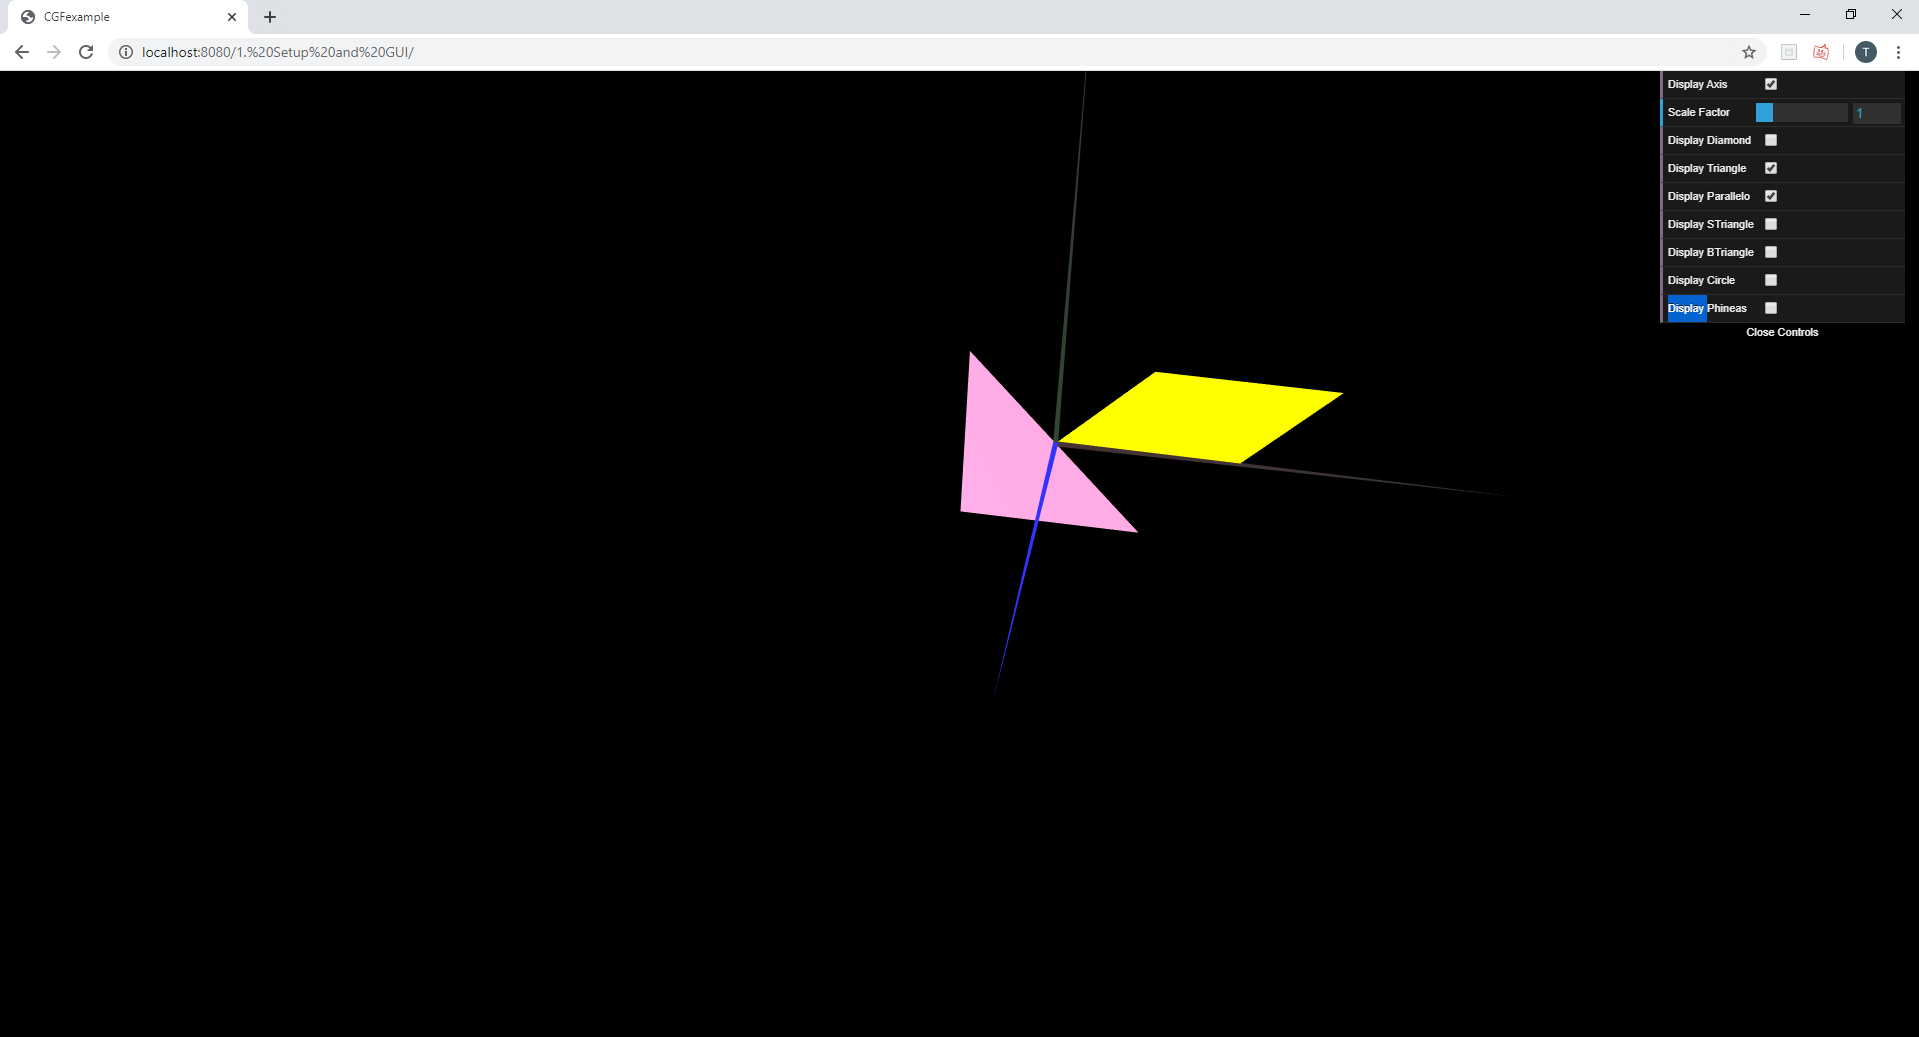 CGFexample
localhost:8080/1.%20Setup%20and%20GUI/
T
Display Axis
Scale Factor 1
Display Diamond
Display Triangle
Display Parallelo
Display STriangle
Display BTriangle
Display Circle
Display Phineas
Close Controls